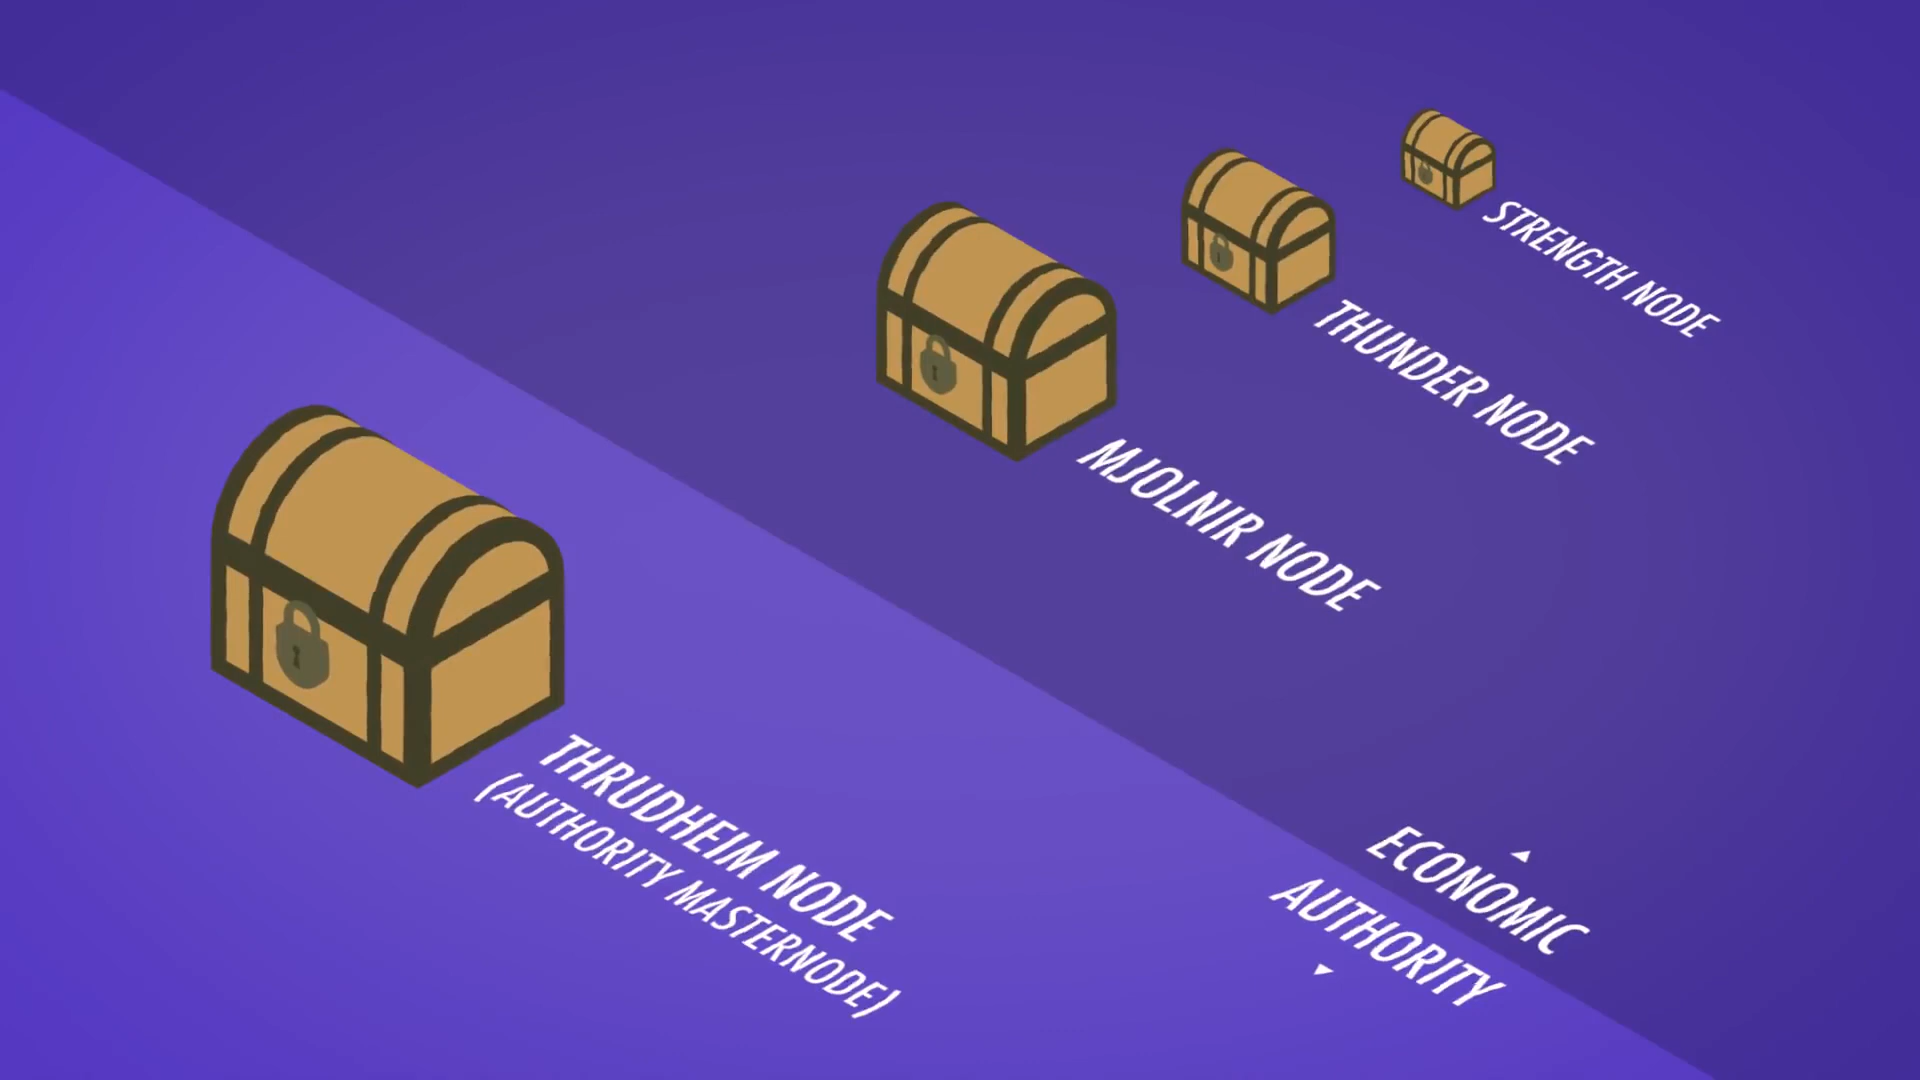 STRENGTH NODE
THUNDER NODE
MJOLNIR NODE
THRUDHEIM NODE
(AUTHORITY MASTERNODE)
ECONOMIC
AUTHORITY